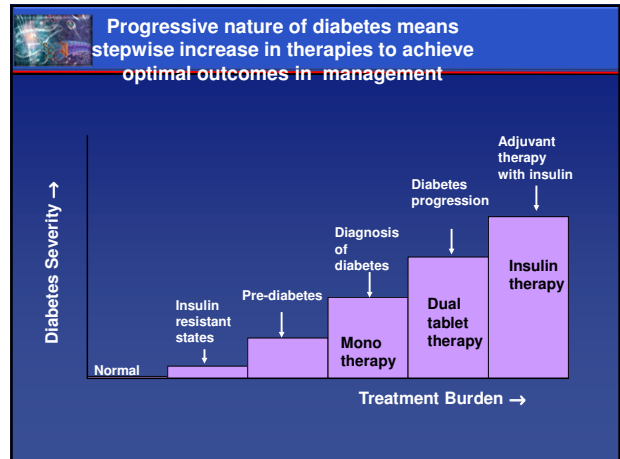 Progressive nature of diabetes means
stepwise increase in therapies to achieve
optimal outcomes in management
Adjuvant
therapy
with insulin
Diabetes
progression
Diagnosis
of
diabetes
Pre-diabetes
Insulin
resistant
states
Normal
Mono
therapy
Dual
tablet
therapy
Insulin
therapy
Diabetes Severity →
Treatment Burden →